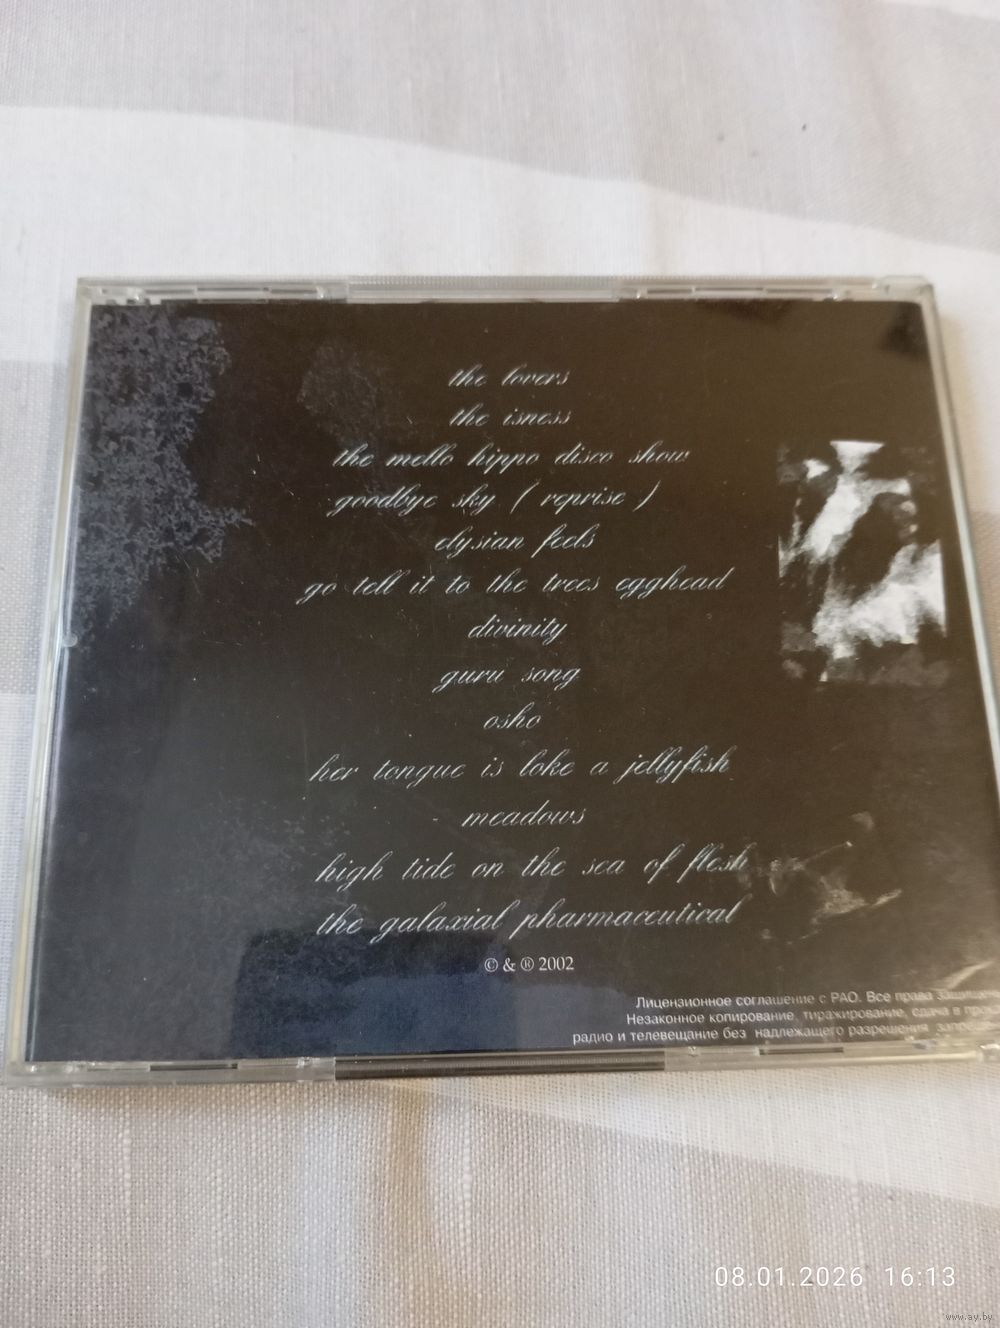 the lovers
the isness
the mello hippo disco show
goodbye sky ( reprise )
elysian feels
go tell it to the trees egghead
divinity
guru song
osho
her tongue is loke a jellyfish
meadows
high tide on the sea of flesh
the galaxial pharmaceutical
© & ® 2002
Лицензионное соглашение с РАО. Все права
Незаконное копирование, тиражирование, сдача в
радио и телевещание без надлежащего разрешения
08.01.2026 16:13
www.ay.by